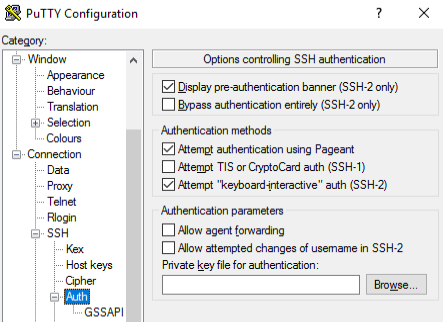 PuTTY Configuration
?
Category:
Window
Appearance
Behaviour
Translation
Selection
Colours
Connection
Data
Proxy
Telnet
Rlogin
SSH
Kex
Host keys
Cipher
Auth
GSSAPI
Options controlling SSH authentication
Display pre-authentication banner (SSH-2 only)
Bypass authentication entirely (SSH-2 only)
Authentication methods
Attempt authentication using Pageant
Attempt TIS or CryptoCard auth (SSH-1)
Attempt "keyboard-interactive" auth (SSH-2)
Authentication parameters
Allow agent forwarding
Allow attempted changes of username in SSH-2
Private key file for authentication:
Browse...